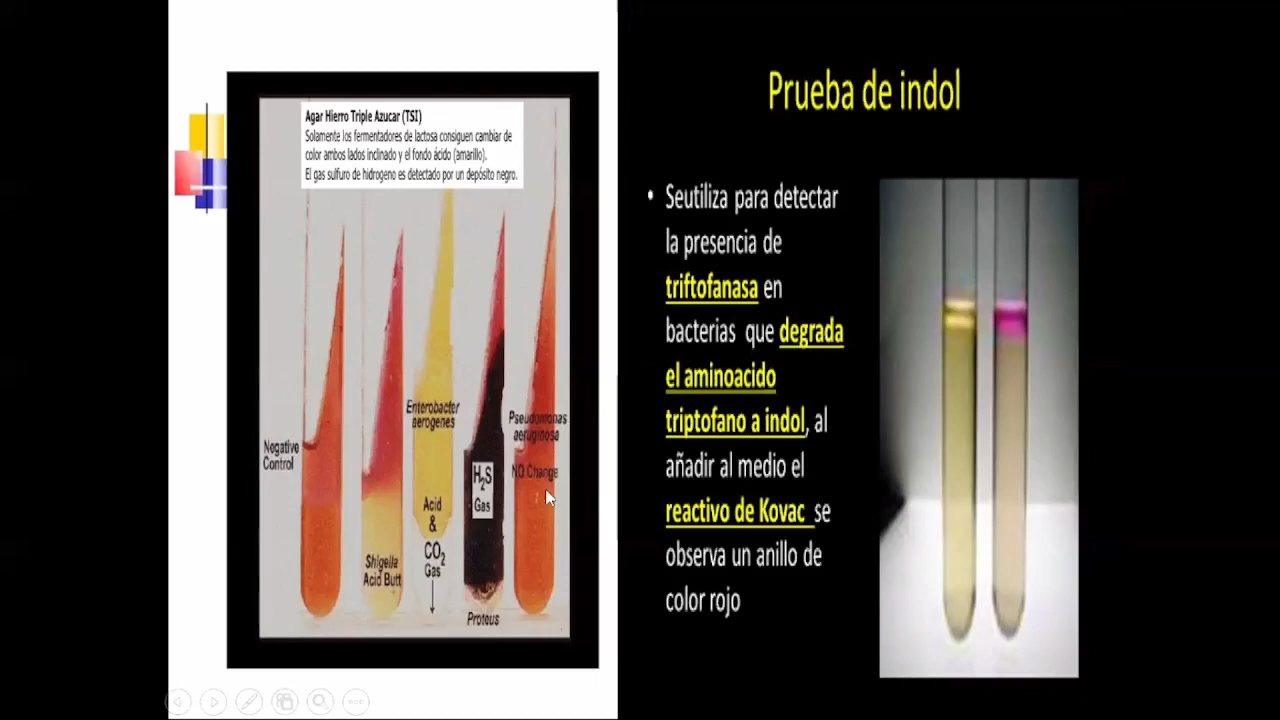 Agar Hierro Triple Azucar (TSI)
Solamente los fermentadores de lactosa consiguen cambiar de
color ambos lados inclinado y el fondo ácido (amarillo).
El gas sulfuro de hidrogeno es detectado por un depósito negro.
Negative
Control
Shigella
Acid Butt
Enterobacter
aerogenes
Acid
&
CO2
Gas
H2S
Gas
Proteus
Pseudomonas
aeruginosa
NO Change
Prueba de indol
• Seutiliza para detectar
la presencia de
triftofanasa en
bacterias que degrada
el aminoacido
triptofano a indol, al
añadir al medio el
reactivo de Kovac se
observa un anillo de
color rojo